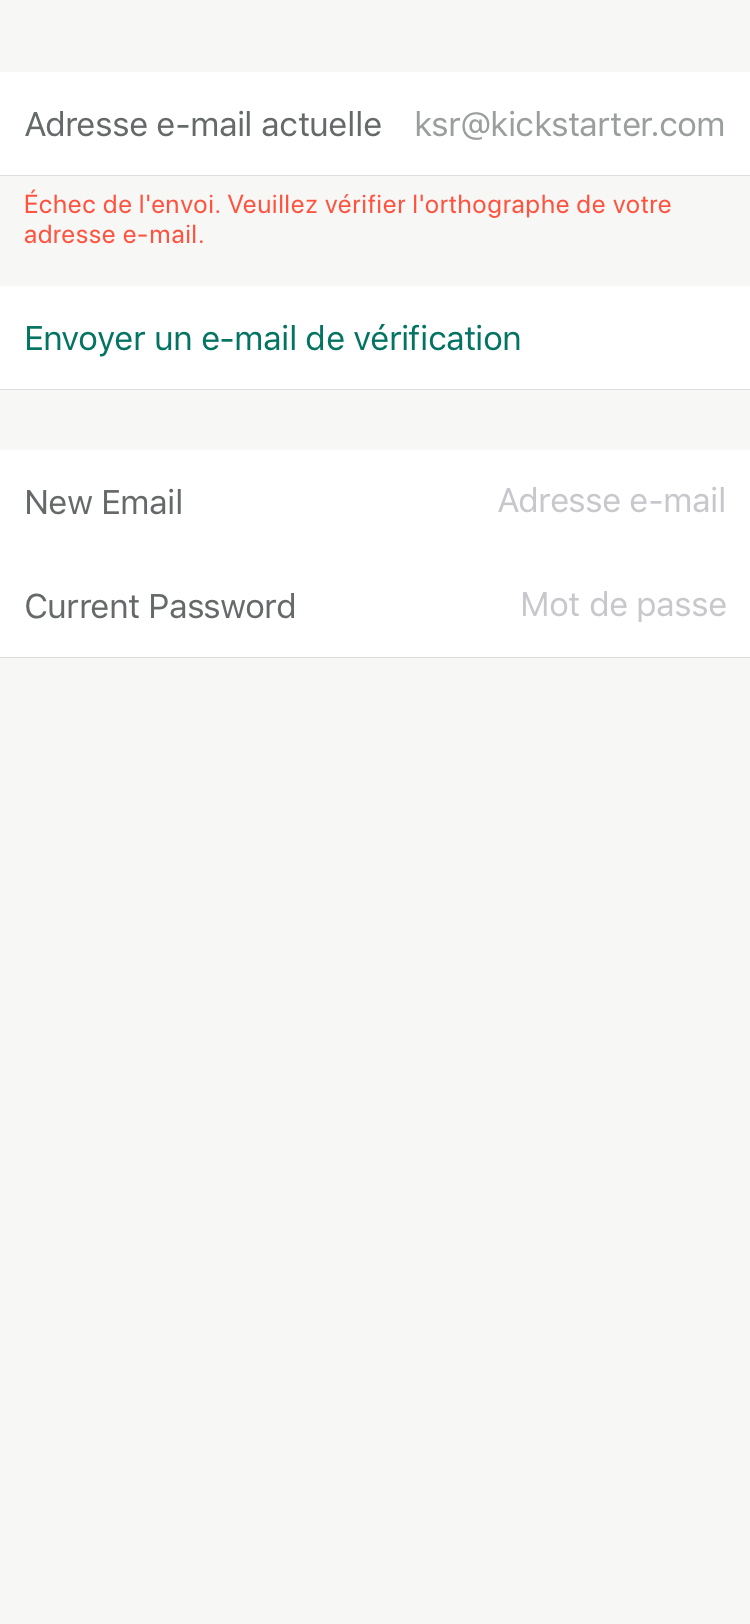 Adresse e-mail actuelle ksr@kickstarter.com
Échec de l'envoi. Veuillez vérifier l'orthographe de votre
adresse e-mail.
Envoyer un e-mail de vérification
New Email Adresse e-mail
Current Password Mot de passe